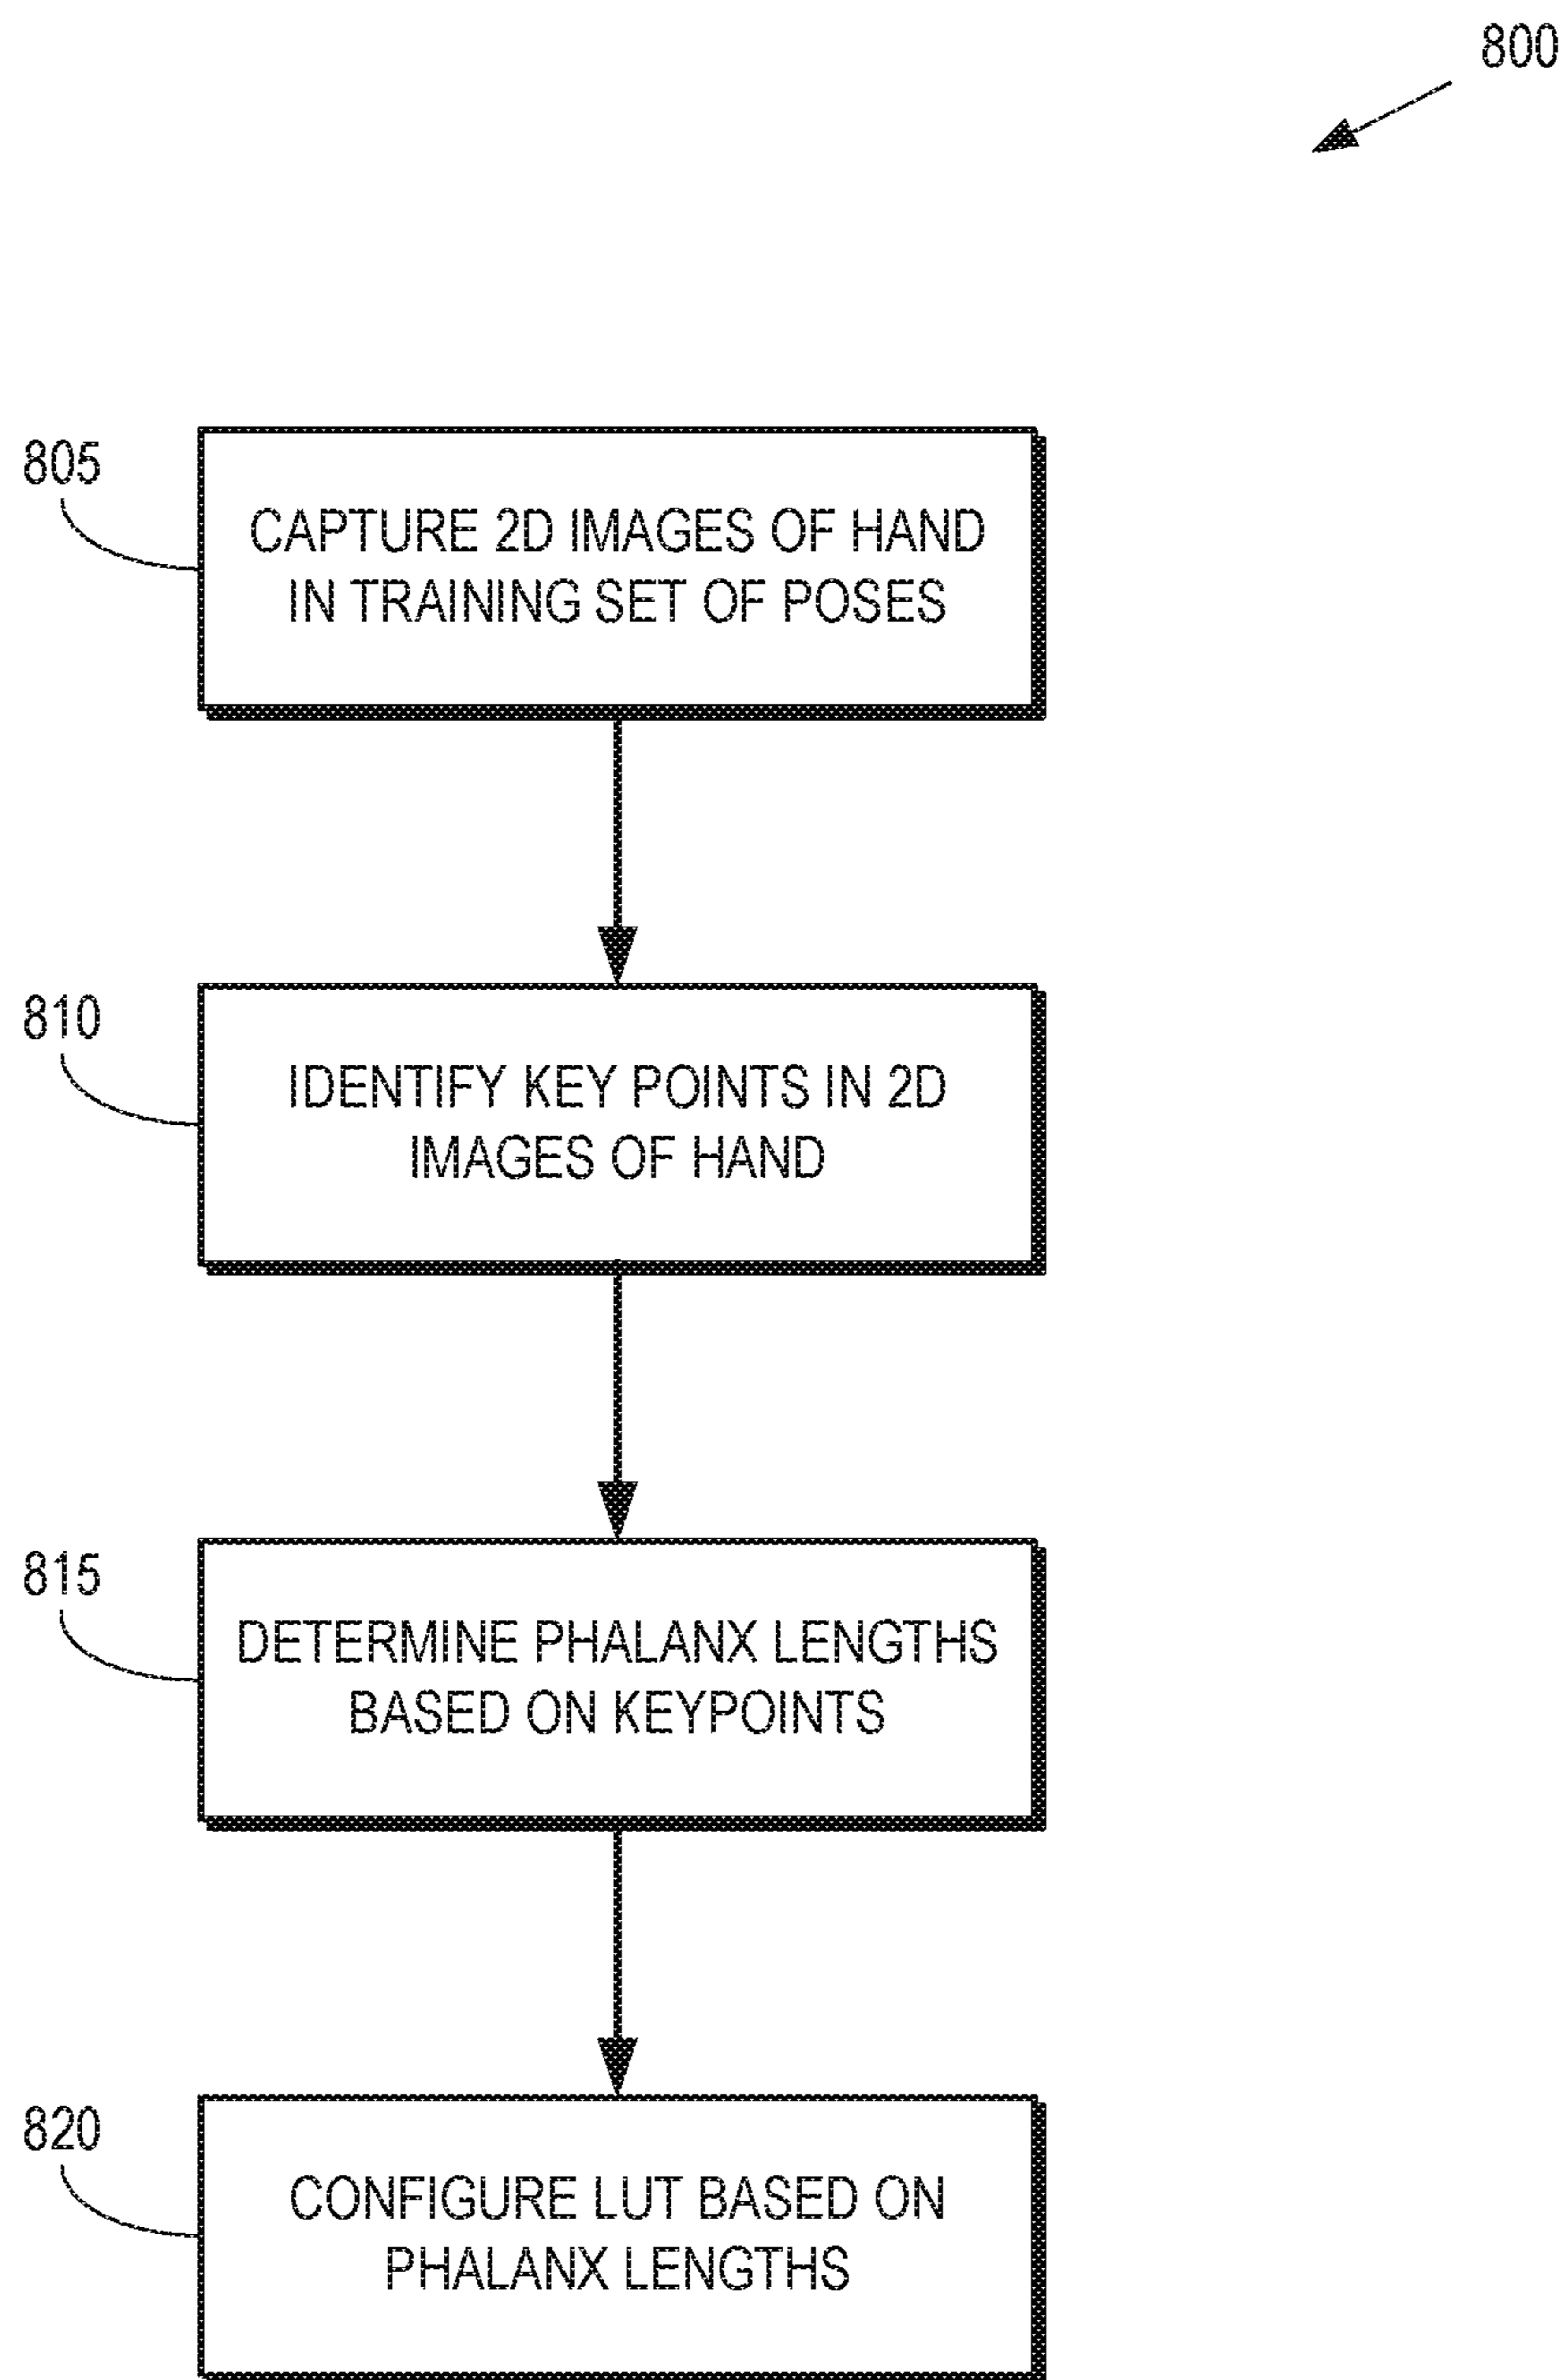 800
805
CAPTURE 2D IMAGES OF HAND
IN TRAINING SET OF POSES
810
IDENTIFY KEY POINTS IN 2D
IMAGES OF HAND
815
DETERMINE PHALANX LENGTHS
BASED ON KEYPOINTS
820
CONFIGURE LUT BASED ON
PHALANX LENGTHS